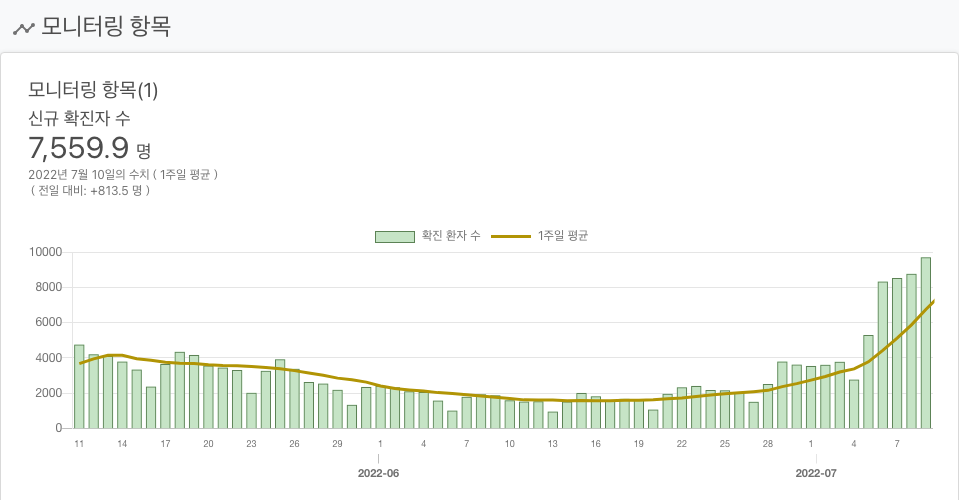 모니터링 항목
모니터링 항목(1)
신규 확진자 수
7,559.9 명
2022년 7월 10일의 수치 ( 1주일 평균 )
( 전일 대비: +813.5 명 )
확진 환자 수 1주일 평균
10000
8000
6000
4000
2000
0
11 14 17 20 23 26 29 1 4 7 10 13 16 19 22 25 28 1 4 7
2022-06 2022-07